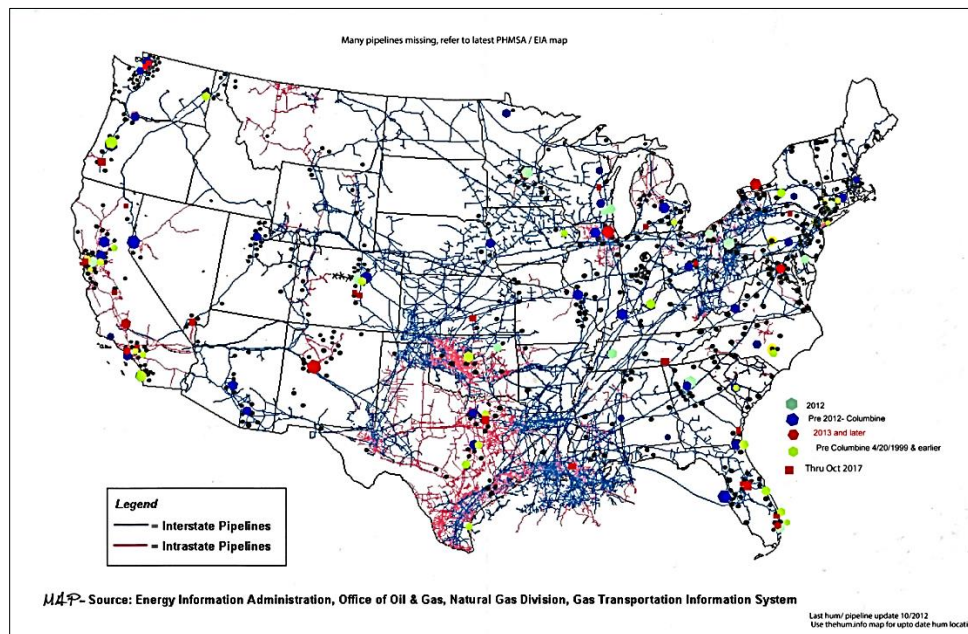 Many pipelines missing, refer to latest PHMSA / EIA map
2012
Pre 2012- Columbine
2013 and later
Pre Columbine 4/20/1999 & earlier
Thru Oct 2017
Legend
= Interstate Pipelines
= Intrastate Pipelines
MAP- Source: Energy Information Administration, Office of Oil & Gas, Natural Gas Division, Gas Transportation Information System
Last hum/ pipeline update 10/2012
Use thehum.info map for upto date hum locati